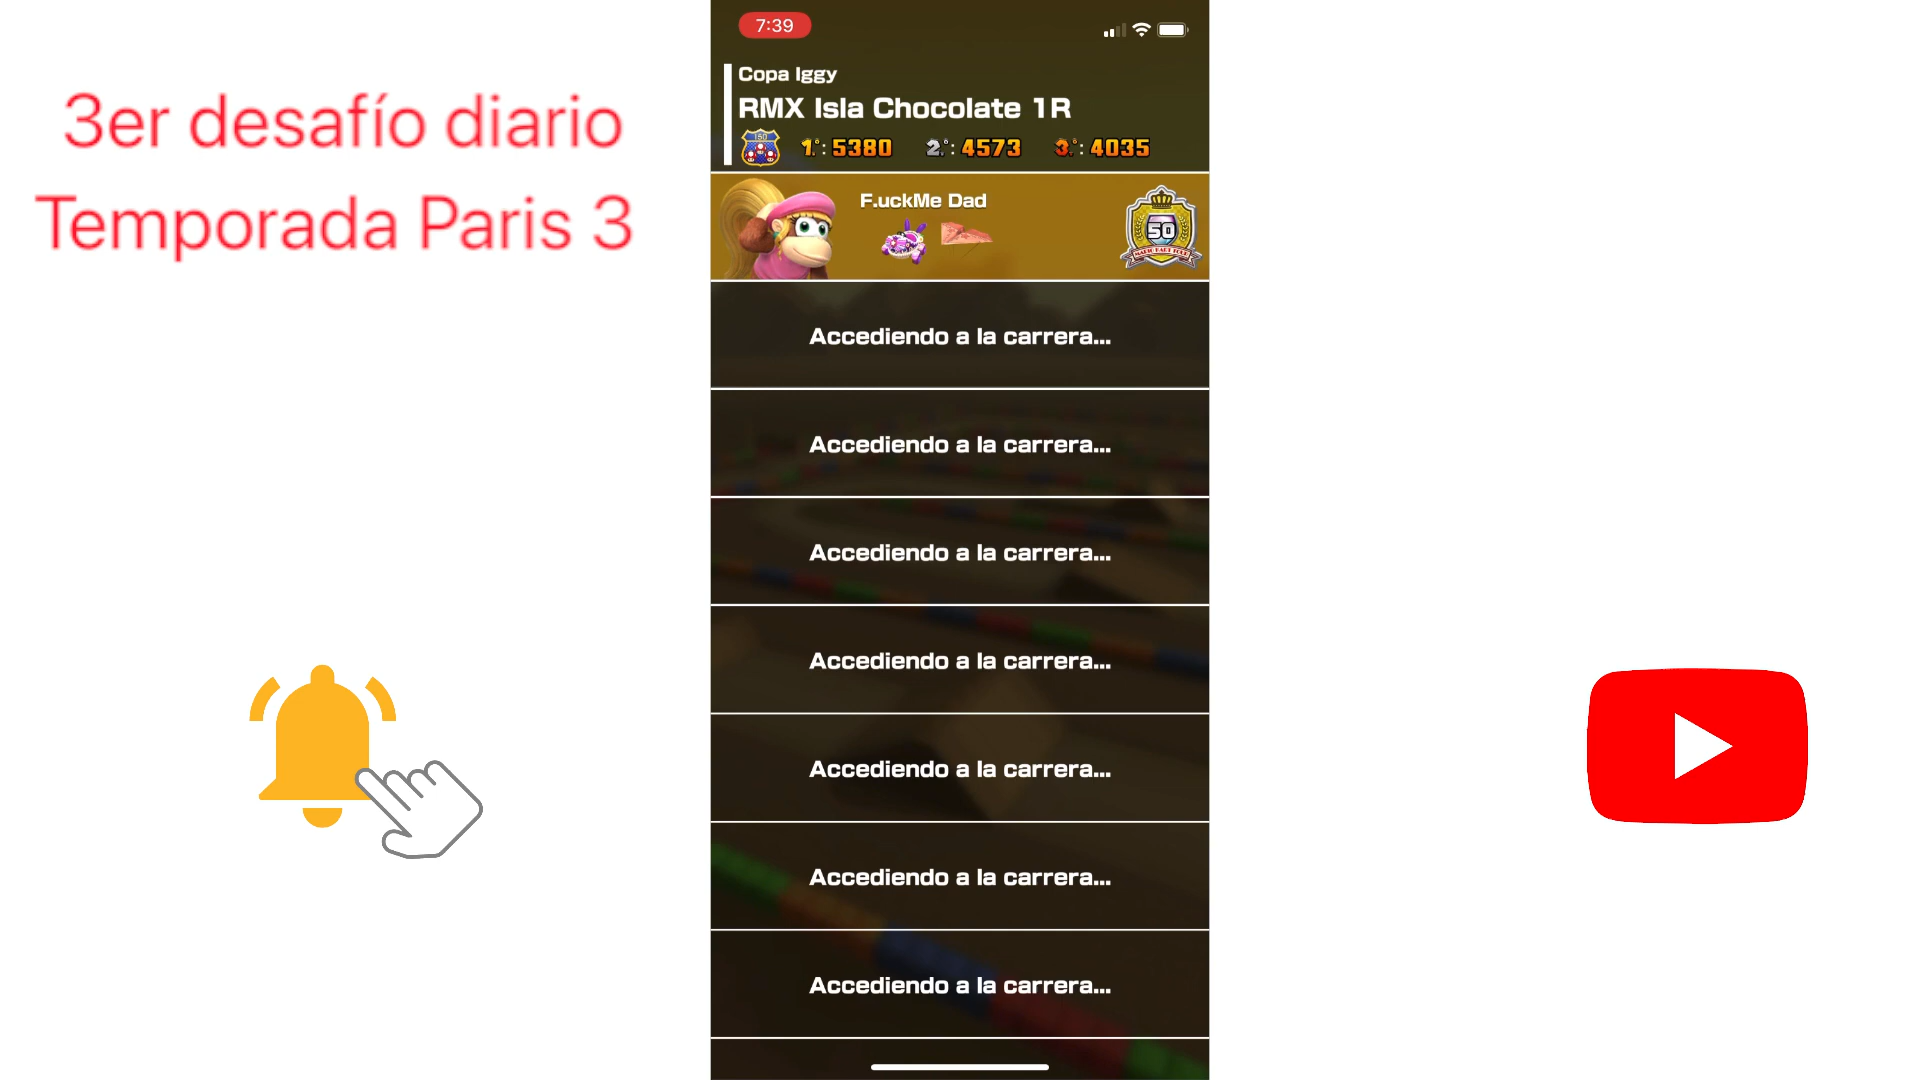 3er desafío diario
Temporada Paris 3
7:39
Copa Iggy
RMX Isla Chocolate 1R
150
1.º: 5380 2.º: 4573 3.º: 4035
F.uckMe Dad
50
Accediendo a la carrera...
Accediendo a la carrera...
Accediendo a la carrera...
Accediendo a la carrera...
Accediendo a la carrera...
Accediendo a la carrera...
Accediendo a la carrera...